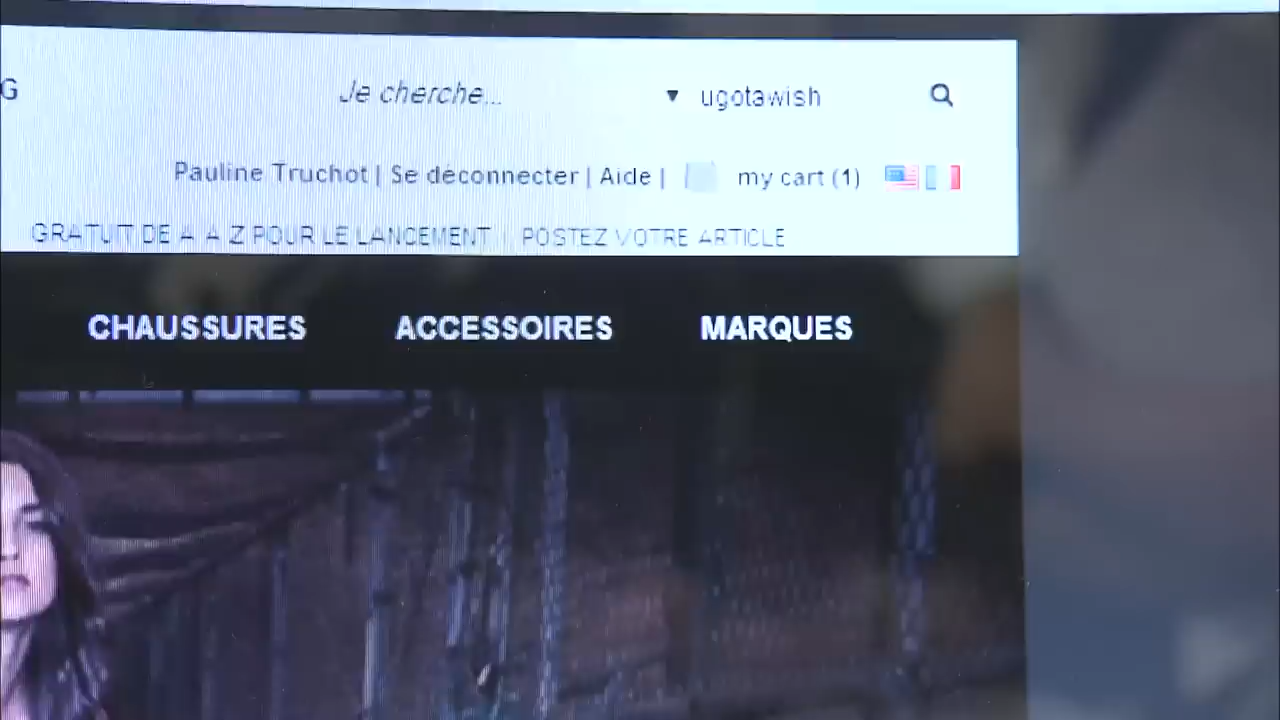 G Je cherche... ▼ ugotawish
Pauline Truchot | Se déconnecter | Aide | my cart (1)
GRATUIT DE A A Z POUR LE LANCEMENT | POSTEZ VOTRE ARTICLE
CHAUSSURES ACCESSOIRES MARQUES